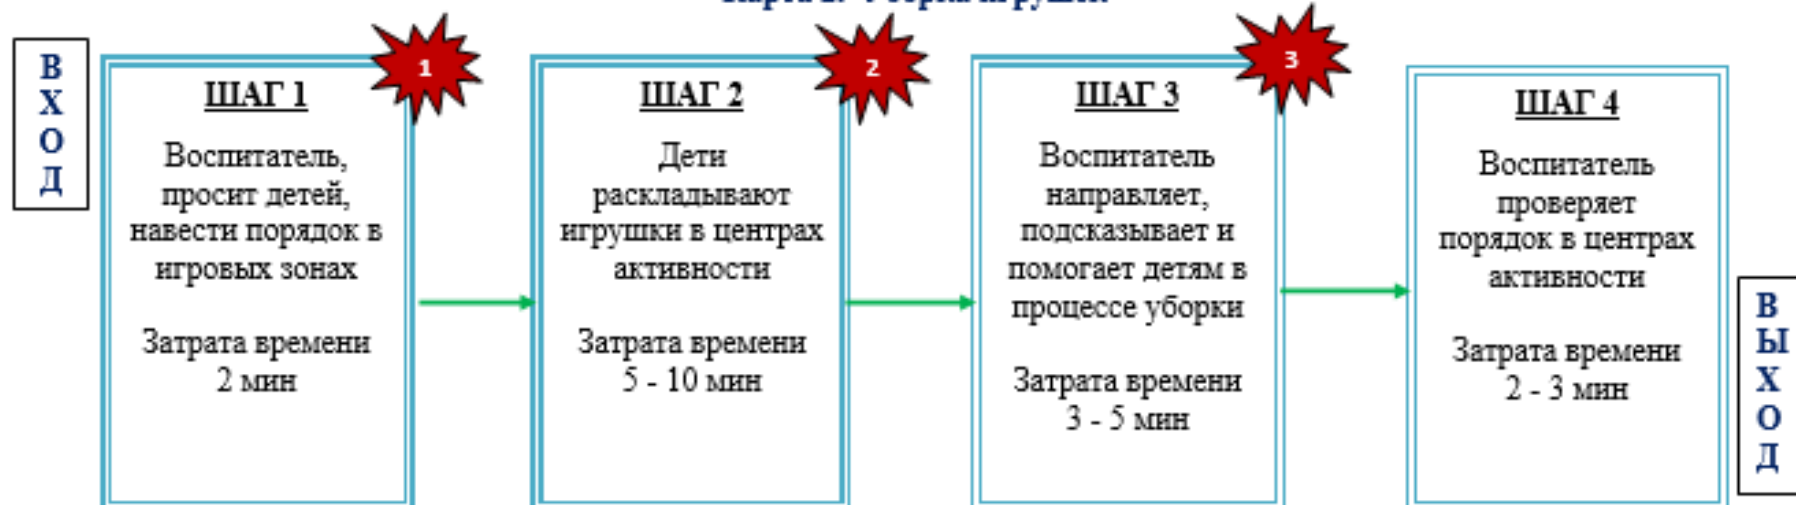 ВХОД
1
ШАГ 1
Воспитатель,
просит детей,
навести порядок в
игровых зонах
Затрата времени
2 мин
2
ШАГ 2
Дети
раскладывают
игрушки в центрах
активности
Затрата времени
5 - 10 мин
3
ШАГ 3
Воспитатель
направляет,
подсказывает и
помогает детям в
процессе уборки
Затрата времени
3 - 5 мин
ШАГ 4
Воспитатель
проверяет
порядок в центрах
активности
Затрата времени
2 - 3 мин
ВЫХОД